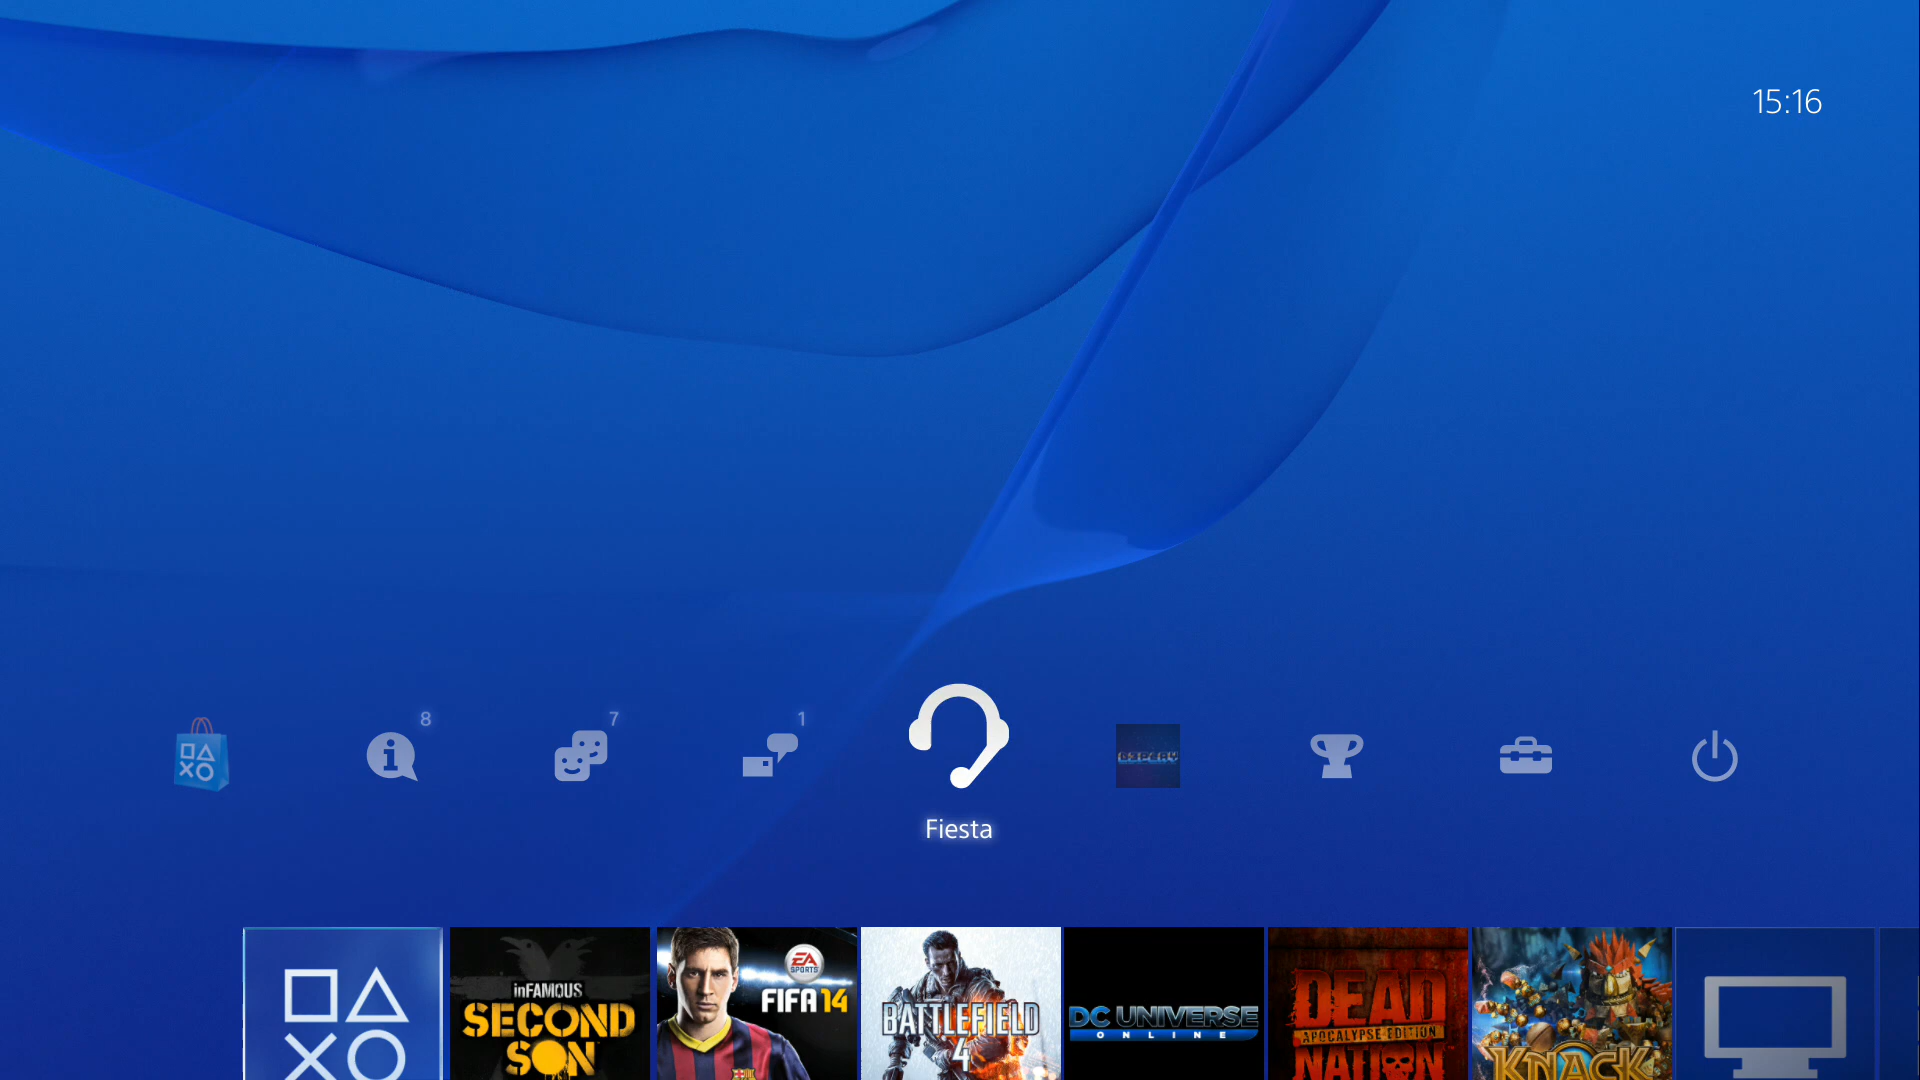 15:16
8
7
1
Fiesta
inFAMOUS
SECOND
SON
EA
SPORTS
FIFA 14
BATTLEFIELD
4
DC UNIVERSE
ONLINE
DEAD
APOCALYPSE EDITION
NATION
KNACK